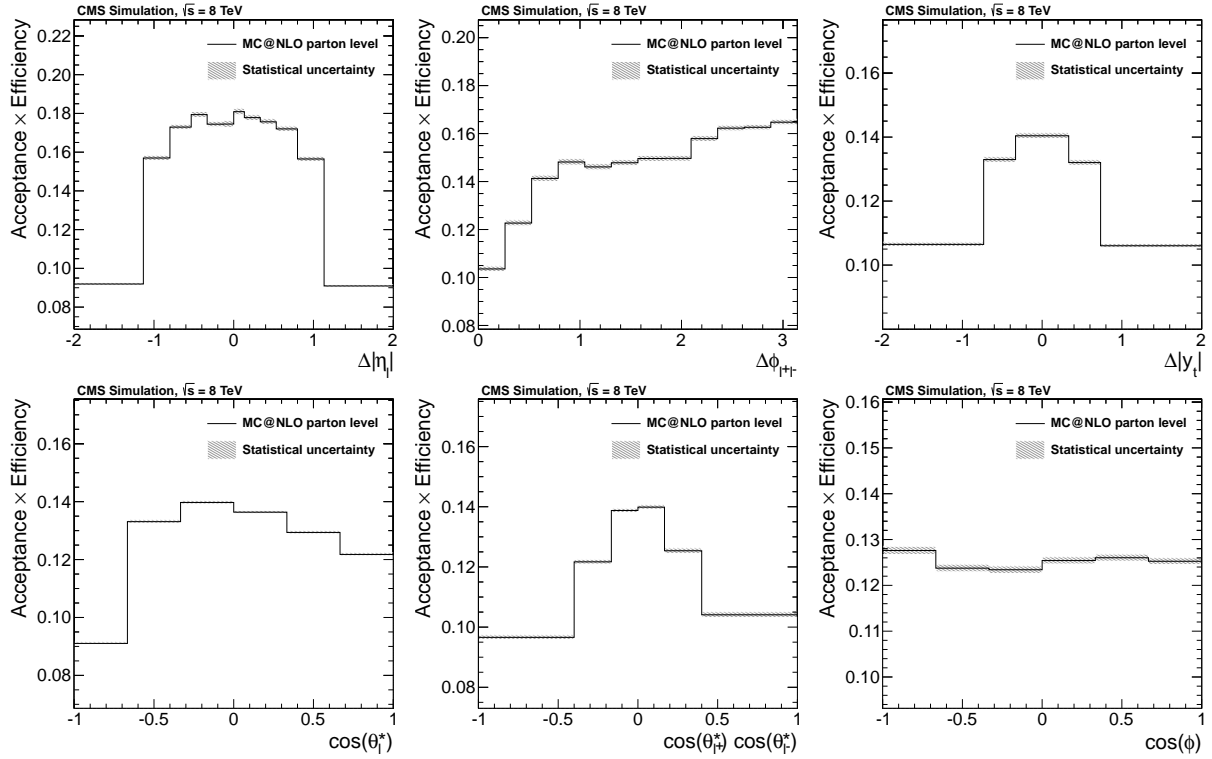 CMS Simulation, √s = 8 TeV
MC@NLO parton level
Statistical uncertainty
Acceptance × Efficiency
0.22
0.20
0.18
0.16
0.14
0.12
0.10
0.08
-2 -1 0 1 2
Δ|ηl|
CMS Simulation, √s = 8 TeV
MC@NLO parton level
Statistical uncertainty
Acceptance × Efficiency
0.20
0.18
0.16
0.14
0.12
0.10
0.08
0 1 2 3
Δϕl+l-
CMS Simulation, √s = 8 TeV
MC@NLO parton level
Statistical uncertainty
Acceptance × Efficiency
0.16
0.14
0.12
0.10
-2 -1 0 1 2
Δ|yt|
CMS Simulation, √s = 8 TeV
MC@NLO parton level
Statistical uncertainty
Acceptance × Efficiency
0.16
0.14
0.12
0.10
0.08
-1 -0.5 0 0.5 1
cos(θl*)
CMS Simulation, √s = 8 TeV
MC@NLO parton level
Statistical uncertainty
Acceptance × Efficiency
0.16
0.14
0.12
0.10
0.08
-1 -0.5 0 0.5 1
cos(θl+*) cos(θl-*)
CMS Simulation, √s = 8 TeV
MC@NLO parton level
Statistical uncertainty
Acceptance × Efficiency
0.16
0.15
0.14
0.13
0.12
0.11
0.10
-1 -0.5 0 0.5 1
cos(ϕ)